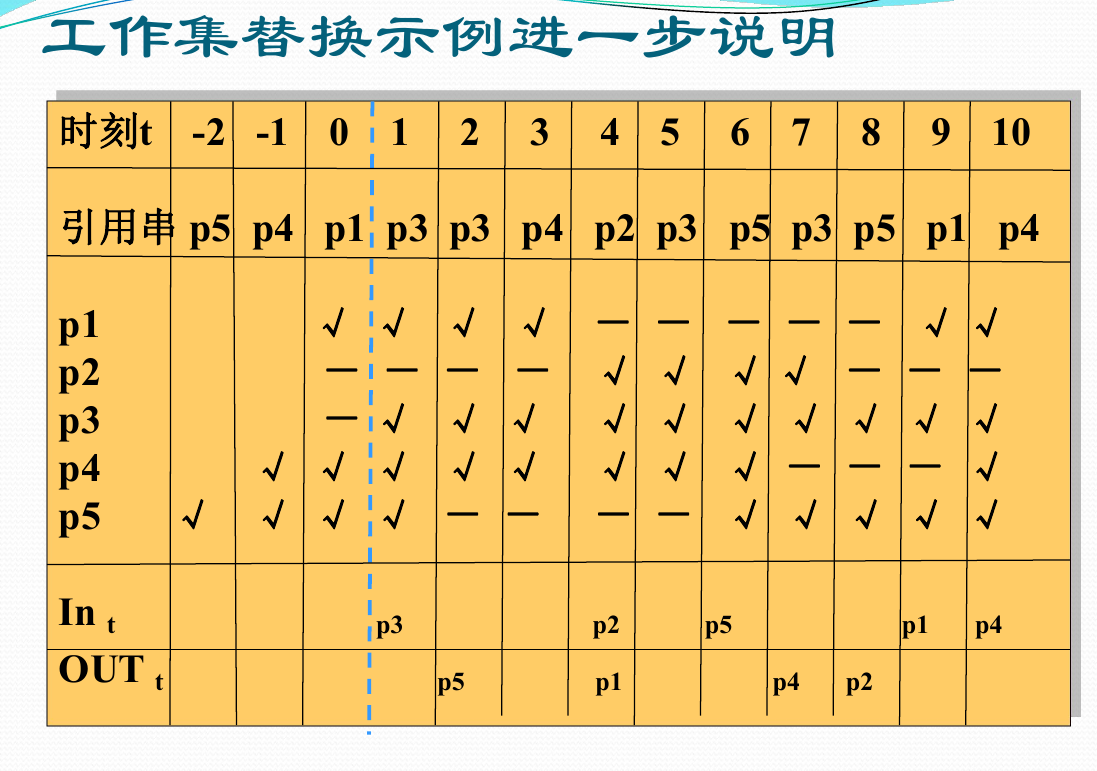 工作集替换示例进一步说明
时刻t -2 -1 0 1 2 3 4 5 6 7 8 9 10
引用串 p5 p4 p1 p3 p3 p4 p2 p3 p5 p3 p5 p1 p4
p1 √ √ √ √ — — — — — √ √
p2 — — — — √ √ √ √ — — —
p3 — √ √ √ √ √ √ √ √ √ √
p4 √ √ √ √ √ √ √ √ — — — √
p5 √ √ √ √ — — — — √ √ √ √ √
In t p3 p2 p5 p1 p4
OUT t p5 p1 p4 p2